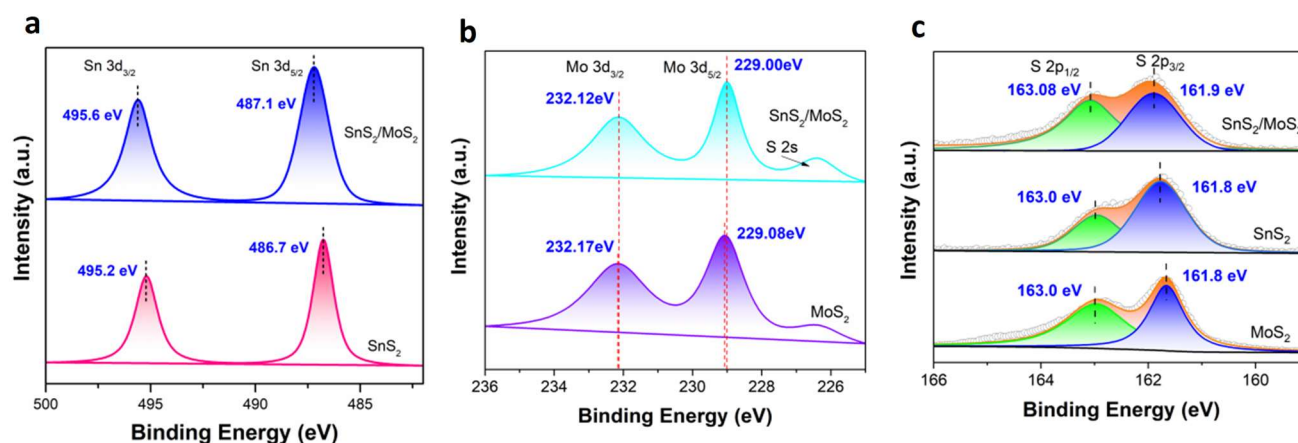 a
Sn 3d₃/₂
Sn 3d₅/₂
495.6 eV
487.1 eV
SnS₂/MoS₂
495.2 eV
486.7 eV
SnS₂
Intensity (a.u.)
500 495 490 485
Binding Energy (eV)
b
Mo 3d₃/₂
Mo 3d₅/₂
229.00eV
232.12eV
SnS₂/MoS₂
S 2s
232.17eV
229.08eV
MoS₂
Intensity (a.u.)
236 234 232 230 228 226
Binding Energy (eV)
c
S 2p₁/₂
S 2p₃/₂
163.08 eV
161.9 eV
SnS₂/MoS₂
163.0 eV
161.8 eV
SnS₂
163.0 eV
161.8 eV
MoS₂
Intensity (a.u.)
166 164 162 160
Binding Energy (eV)